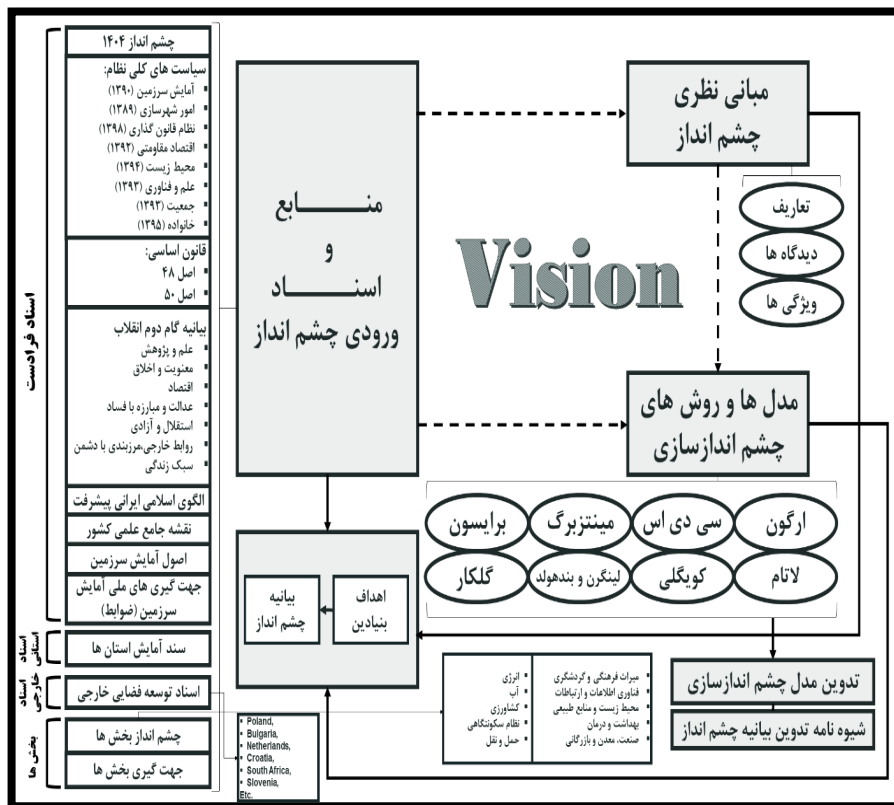 اسناد فرادست
چشم انداز ۱۴۰۴
سیاست های کلی نظام:
آمایش سرزمین (۱۳۹۰)
امور شهرسازی (۱۳۸۹)
نظام قانون گذاری (۱۳۹۸)
اقتصاد مقاومتی (۱۳۹۲)
محیط زیست (۱۳۹۴)
علم و فناوری (۱۳۹۳)
جمعیت (۱۳۹۳)
خانواده (۱۳۹۵)
قانون اساسی:
اصل ۴۸
اصل ۵۰
بیانیه گام دوم انقلاب
علم و پژوهش
معنویت و اخلاق
اقتصاد
عدالت و مبارزه با فساد
استقلال و آزادی
روابط خارجی،مرزبندی با دشمن
سبک زندگی
الگوی اسلامی ایرانی پیشرفت
نقشه جامع علمی کشور
اصول آمایش سرزمین
جهت گیری های ملی آمایش
سرزمین (ضوابط)
اسناد
استانی
سند آمایش استان ها
اسناد
خارجی
اسناد توسعه فضایی خارجی
بخش ها
چشم انداز بخش ها
جهت گیری بخش ها
منــــابع
و
اسنــــاد
ورودی چشم انداز
Vision
مبانی نظری
چشم انداز
تعاریف
دیدگاه ها
ویژگی ها
مدل ها و روش های
چشم اندازسازی
ارگون
سی دی اس
مینتزبرگ
برایسون
لاتام
کویگلی
لینگرن و بندهولد
گلکار
اهداف
بنیادین
بیانیه
چشم انداز
تدوین مدل چشم اندازسازی
شیوه نامه تدوین بیانیه چشم انداز
میراث فرهنگی و گردشگری
فناوری اطلاعات و ارتباطات
محیط زیست و منابع طبیعی
بهداشت و درمان
صنعت، معدن و بازرگانی
انرژی
آب
کشاورزی
نظام سکونتگاهی
حمل و نقل
Poland,
Bulgaria,
Netherlands,
Croatia,
South Africa,
Slovenia,
Etc.